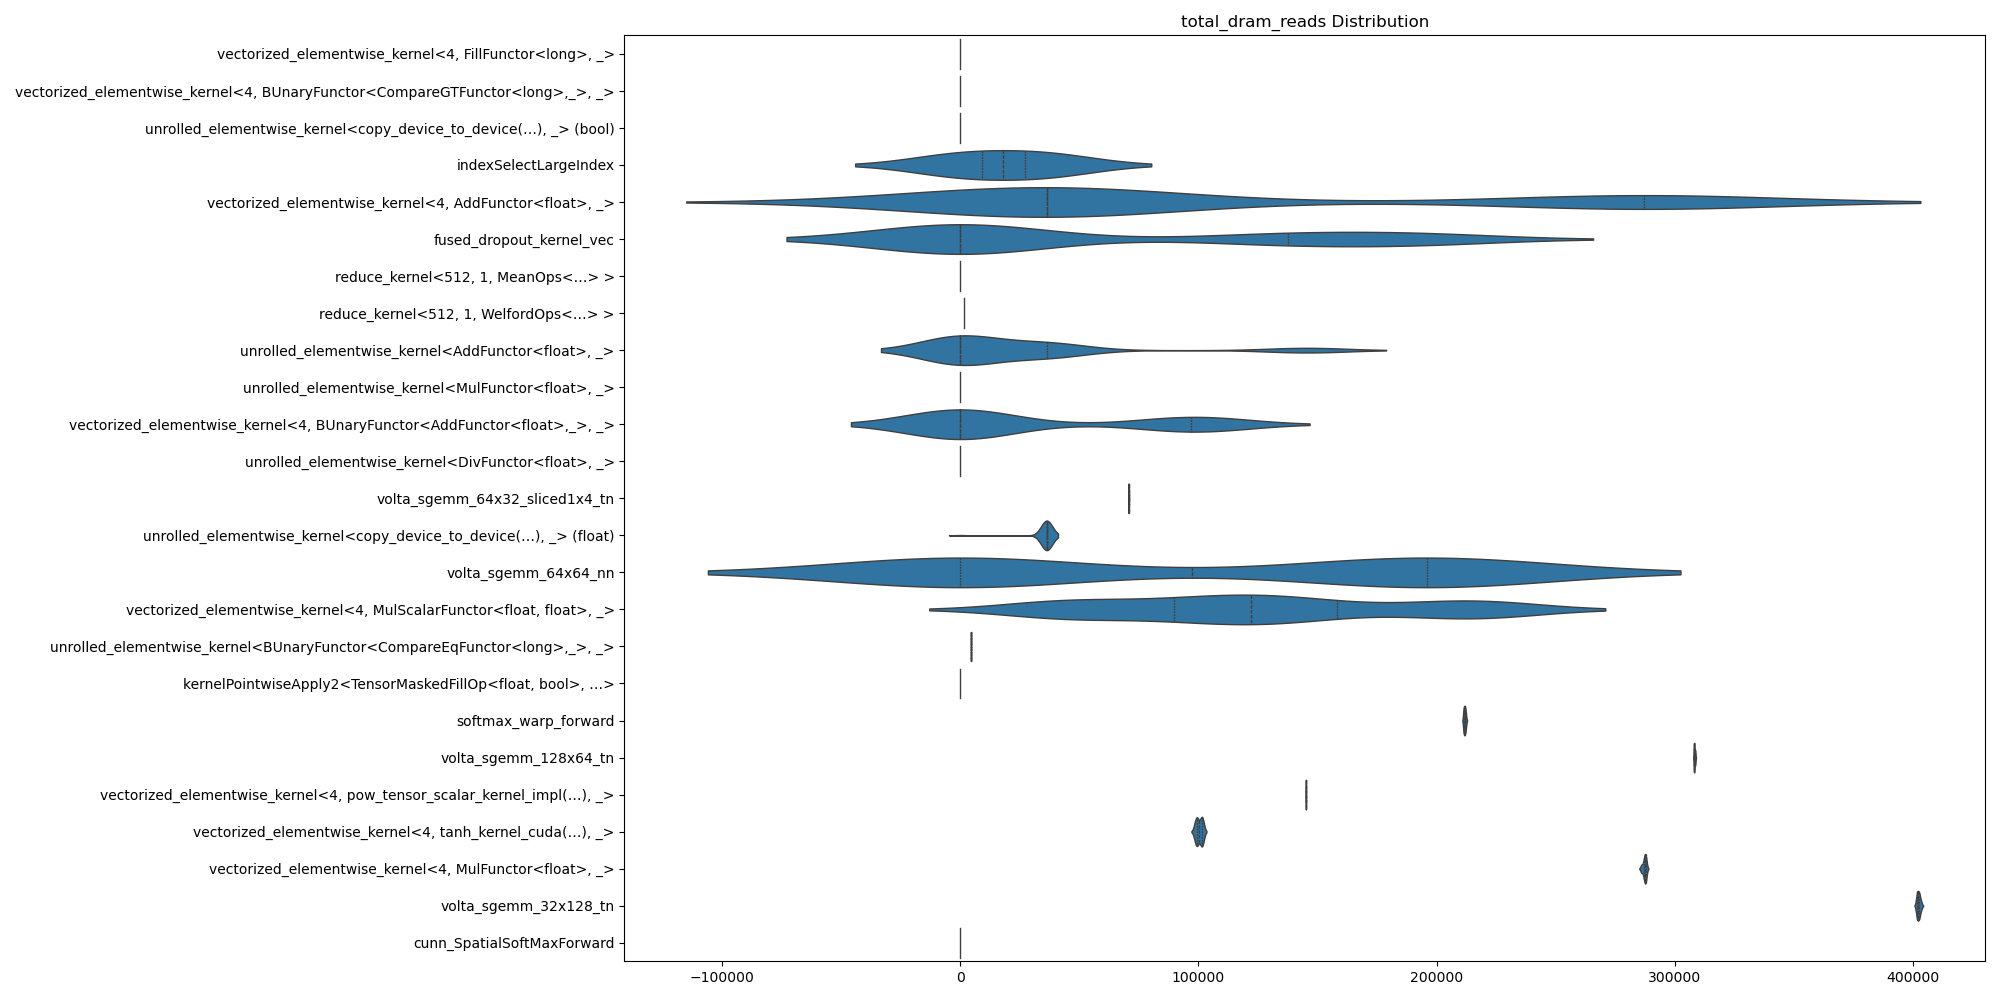 total_dram_reads Distribution
vectorized_elementwise_kernel<4, FillFunctor<long>, _>
vectorized_elementwise_kernel<4, BUnaryFunctor<CompareGTFunctor<long>,_>, _>
unrolled_elementwise_kernel<copy_device_to_device(...), _> (bool)
indexSelectLargeIndex
vectorized_elementwise_kernel<4, AddFunctor<float>, _>
fused_dropout_kernel_vec
reduce_kernel<512, 1, MeanOps<...> >
reduce_kernel<512, 1, WelfordOps<...> >
unrolled_elementwise_kernel<AddFunctor<float>, _>
unrolled_elementwise_kernel<MulFunctor<float>, _>
vectorized_elementwise_kernel<4, BUnaryFunctor<AddFunctor<float>,_>, _>
unrolled_elementwise_kernel<DivFunctor<float>, _>
volta_sgemm_64x32_sliced1x4_tn
unrolled_elementwise_kernel<copy_device_to_device(...), _> (float)
volta_sgemm_64x64_nn
vectorized_elementwise_kernel<4, MulScalarFunctor<float, float>, _>
unrolled_elementwise_kernel<BUnaryFunctor<CompareEqFunctor<long>,_>, _>
kernelPointwiseApply2<TensorMaskedFillOp<float, bool>, ...>
softmax_warp_forward
volta_sgemm_128x64_tn
vectorized_elementwise_kernel<4, pow_tensor_scalar_kernel_impl(...), _>
vectorized_elementwise_kernel<4, tanh_kernel_cuda(...), _>
vectorized_elementwise_kernel<4, MulFunctor<float>, _>
volta_sgemm_32x128_tn
cunn_SpatialSoftMaxForward
−100000 0 100000 200000 300000 400000